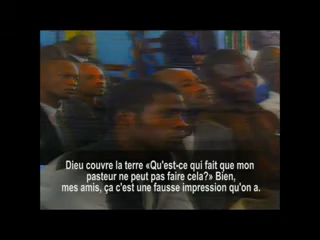 Dieu couvre la terre «Qu'est-ce qui fait que mon
pasteur ne peut pas faire cela?» Bien,
mes amis, ça c'est une fausse impression qu'on a.